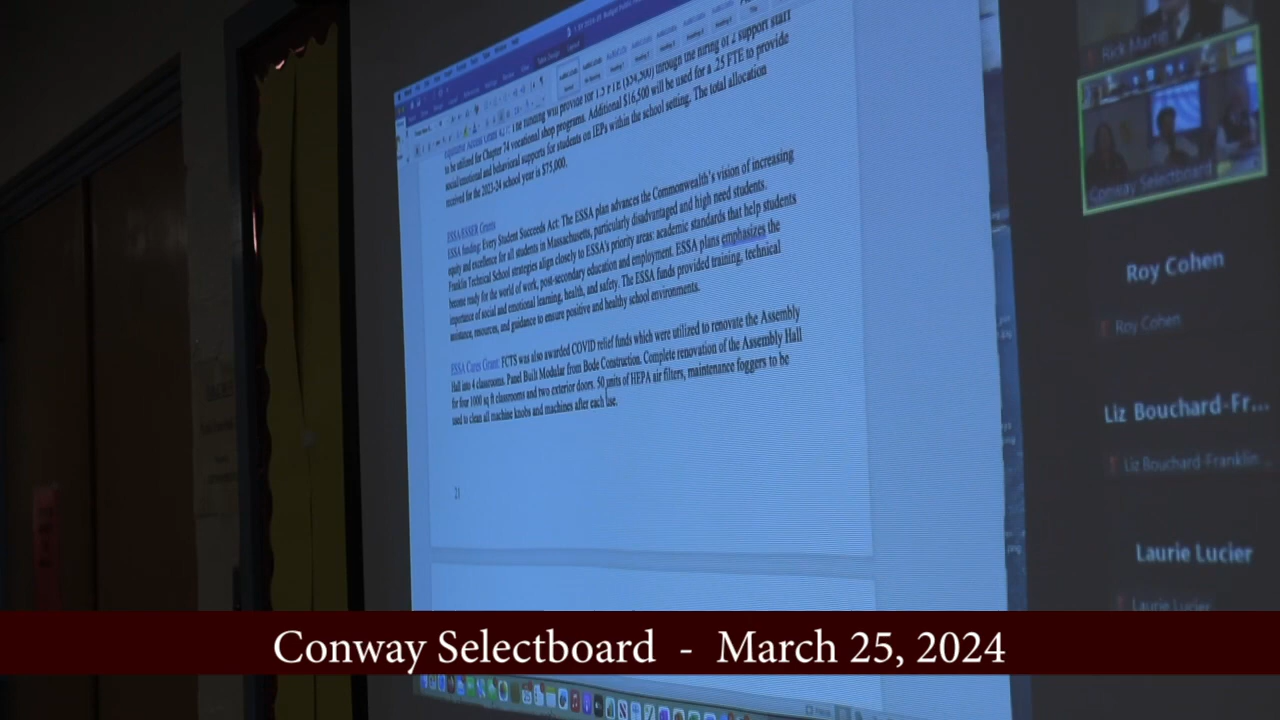 through the hiring of 2 support staff
The funding will provide for 1.5 FTE ($54,500)
to be utilized for Chapter 74 vocational shop programs. Additional $16,500 will be used for a .25 FTE to provide
social/emotional and behavioral supports for students on IEPs within the school setting. The total allocation
received for the 2023-24 school year is $75,000.
ESSA/ESSER Grants
ESSA funding: Every Student Succeeds Act: The ESSA plan advances the Commonwealth's vision of increasing
equity and excellence for all students in Massachusetts, particularly disadvantaged and high need students.
Franklin Technical School strategies align closely to ESSA's priority areas: academic standards that help students
become ready for the world of work, post-secondary education and employment. ESSA plans emphasizes the
importance of social and emotional learning, health, and safety. The ESSA funds provided training, technical
assistance, resources, and guidance to ensure positive and healthy school environments.
ESSA Cares Grant: FCTS was also awarded COVID relief funds which were utilized to renovate the Assembly
Hall into 4 classrooms. Panel Built Modular from Bode Construction. Complete renovation of the Assembly Hall
for four 1000 sq ft classrooms and two exterior doors. 50 units of HEPA air filters, maintenance foggers to be
used to clean all machine knobs and machines after each use.
21
Rick Martin
Conway Selectboard
Roy Cohen
Roy Cohen
Liz Bouchard-Fr...
Liz Bouchard-Franklin...
Laurie Lucier
Laurie Lucier
Conway Selectboard - March 25, 2024